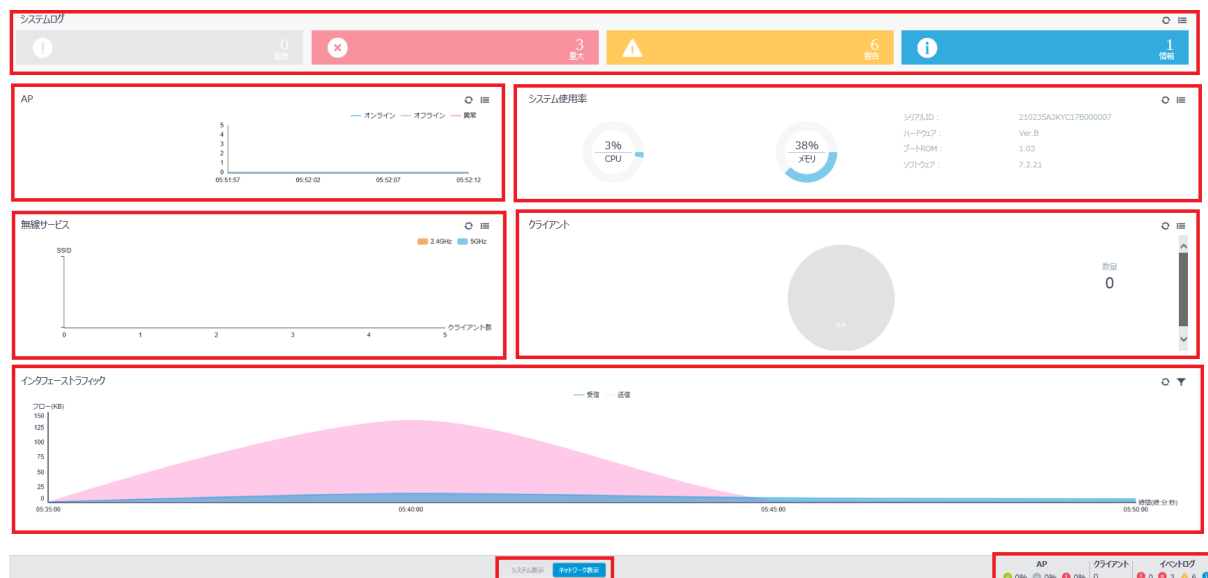 システムログ
0
緊急
3
重大
6
警告
1
情報
AP
オンライン オフライン 異常
5
4
3
2
1
0
05:51:57 05:52:02 05:52:07 05:52:12
システム使用率
3%
CPU
38%
メモリ
シリアルID : 210235A3KYC17B000007
ハードウェア : Ver.B
ブートROM : 1.03
ソフトウェア : 7.2.21
無線サービス
2.4GHz 5GHz
SSID
クライアント数
0 1 2 3 4 5
クライアント
N/A
数量
0
インタフェーストラフィック
受信 送信
フロー(KB)
150
125
100
75
50
25
0
05:35:00 05:40:00 05:45:00 05:50:00
時間(時:分:秒)
システム表示 ネットワーク表示
AP クライアント イベントログ
0% 0% 0% 0 0 3 6